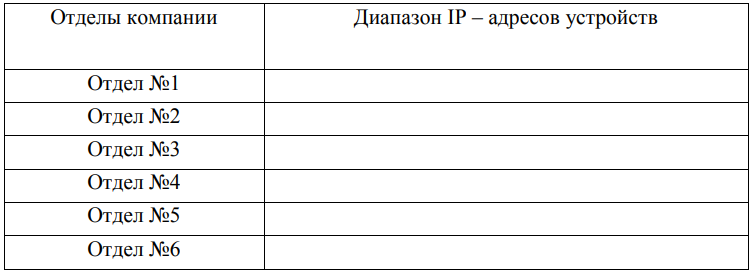 Отделы компании
Диапазон IP – адресов устройств
Отдел №1
Отдел №2
Отдел №3
Отдел №4
Отдел №5
Отдел №6